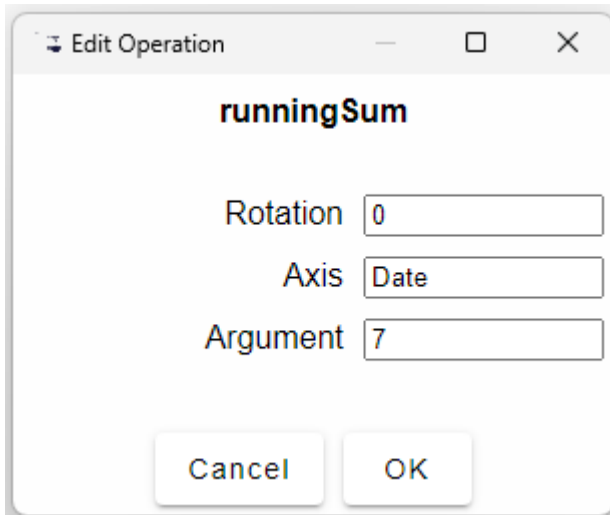 Edit Operation
runningSum
Rotation 0
Axis Date
Argument 7
Cancel OK